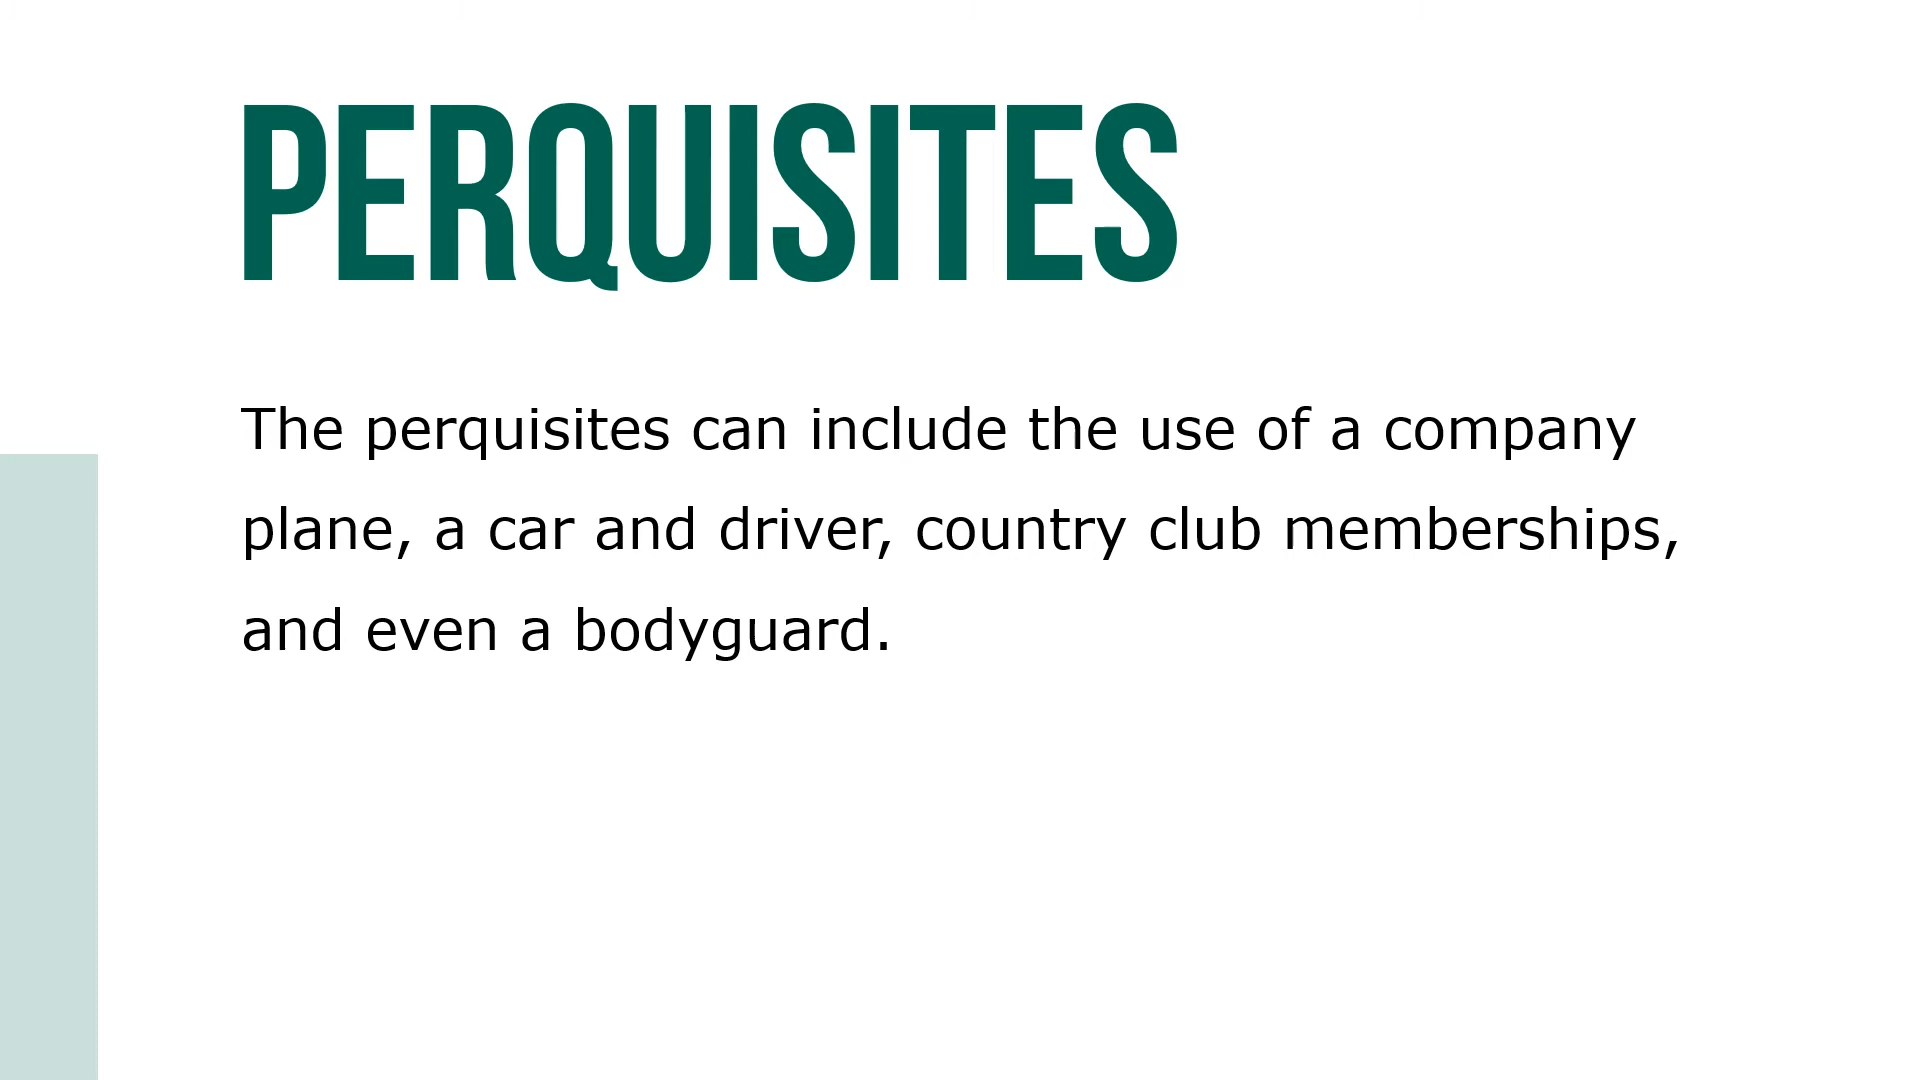 PERQUISITES
The perquisites can include the use of a company
plane, a car and driver, country club memberships,
and even a bodyguard.